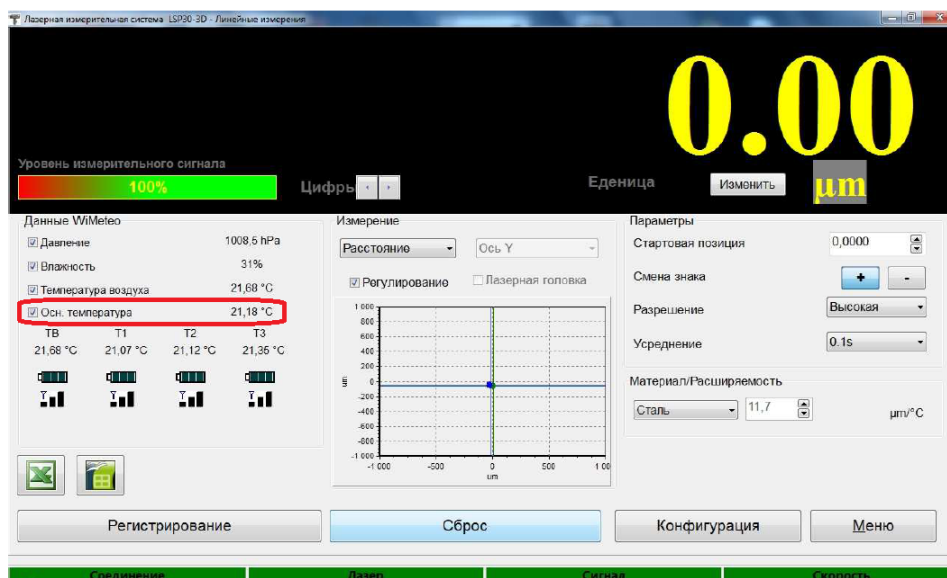 Лазерная измерительная система LSP30-3D - Линейные измерения
0.00
Уровень измерительного сигнала
100%
Цифры
Еденица
Изменить
μm
Данные WiMeteo
Давление 1008,5 hPa
Влажность 31%
Температура воздуха 21,68 °C
Осн. температура 21,18 °C
TB T1 T2 T3
21,68 °C 21,07 °C 21,12 °C 21,35 °C
Измерение
Расстояние Ось Y
Регулирование Лазерная головка
1 000
800
600
400
200
0
-200
-400
-600
-800
-1 000
um
-1 000 -500 0 500 1 00
um
Параметры
Стартовая позиция 0,0000
Смена знака + -
Разрешение Высокая
Усреднение 0.1s
Материал/Расширяемость
Сталь 11,7 μm/°C
Регистрирование Сброс Конфигурация Меню
Соединение Лазер Сигнал Скорость